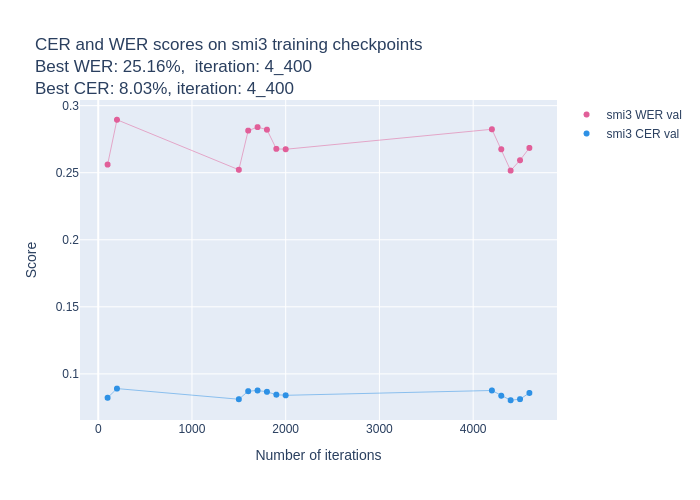 CER and WER scores on smi3 training checkpoints
Best WER: 25.16%,  iteration: 4_400
Best CER: 8.03%, iteration: 4_400
0.3
0.25
0.2
0.15
0.1
Score
0
1000
2000
3000
4000
Number of iterations
smi3 WER val
smi3 CER val